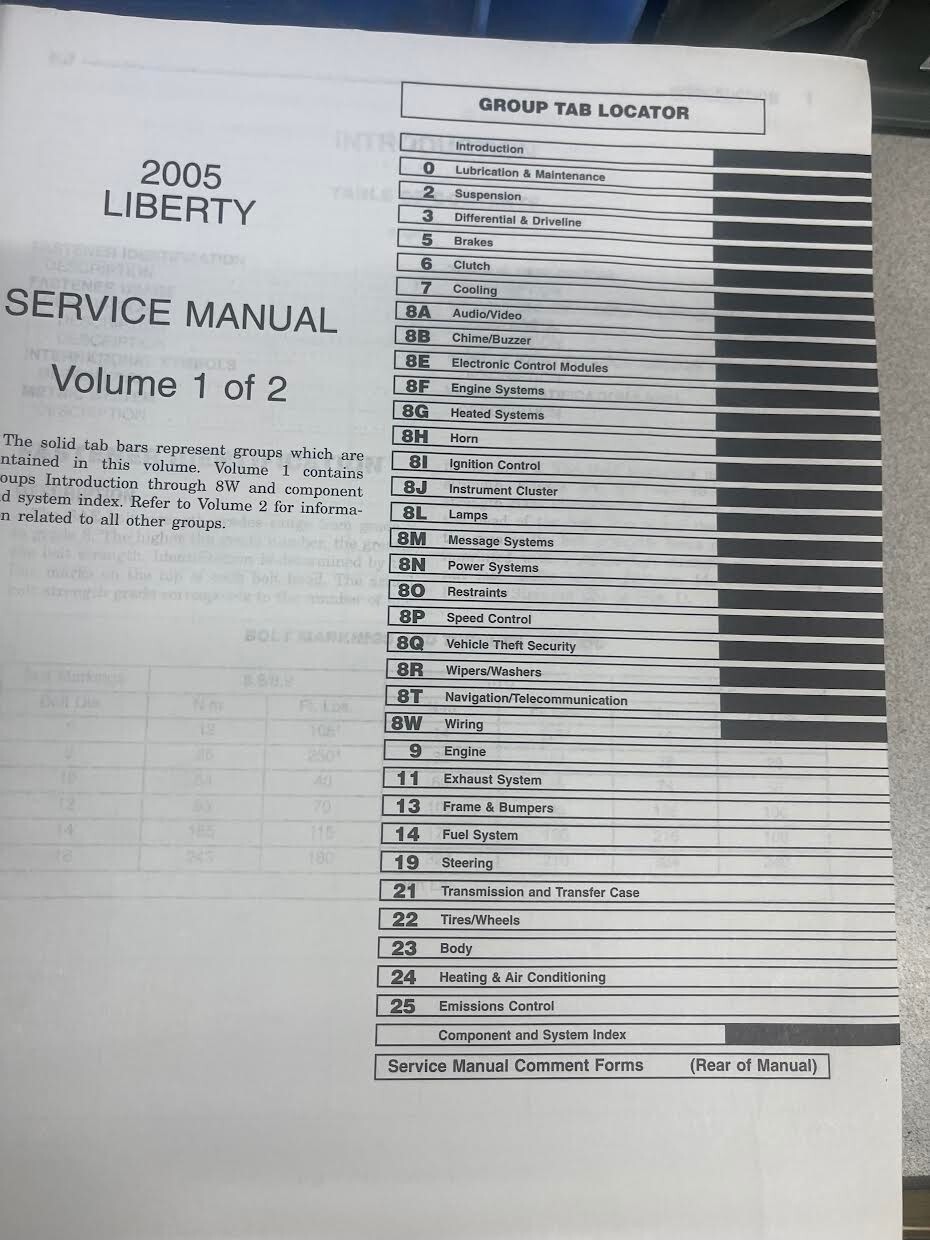 2005
LIBERTY
SERVICE MANUAL
Volume 1 of 2
The solid tab bars represent groups which are
ntained in this volume. Volume 1 contains
oups Introduction through 8W and component
d system index. Refer to Volume 2 for informa-
n related to all other groups.
GROUP TAB LOCATOR
Introduction
0 Lubrication & Maintenance
2 Suspension
3 Differential & Driveline
5 Brakes
6 Clutch
7 Cooling
8A Audio/Video
8B Chime/Buzzer
8E Electronic Control Modules
8F Engine Systems
8G Heated Systems
8H Horn
8I Ignition Control
8J Instrument Cluster
8L Lamps
8M Message Systems
8N Power Systems
8O Restraints
8P Speed Control
8Q Vehicle Theft Security
8R Wipers/Washers
8T Navigation/Telecommunication
8W Wiring
9 Engine
11 Exhaust System
13 Frame & Bumpers
14 Fuel System
19 Steering
21 Transmission and Transfer Case
22 Tires/Wheels
23 Body
24 Heating & Air Conditioning
25 Emissions Control
Component and System Index
Service Manual Comment Forms (Rear of Manual)